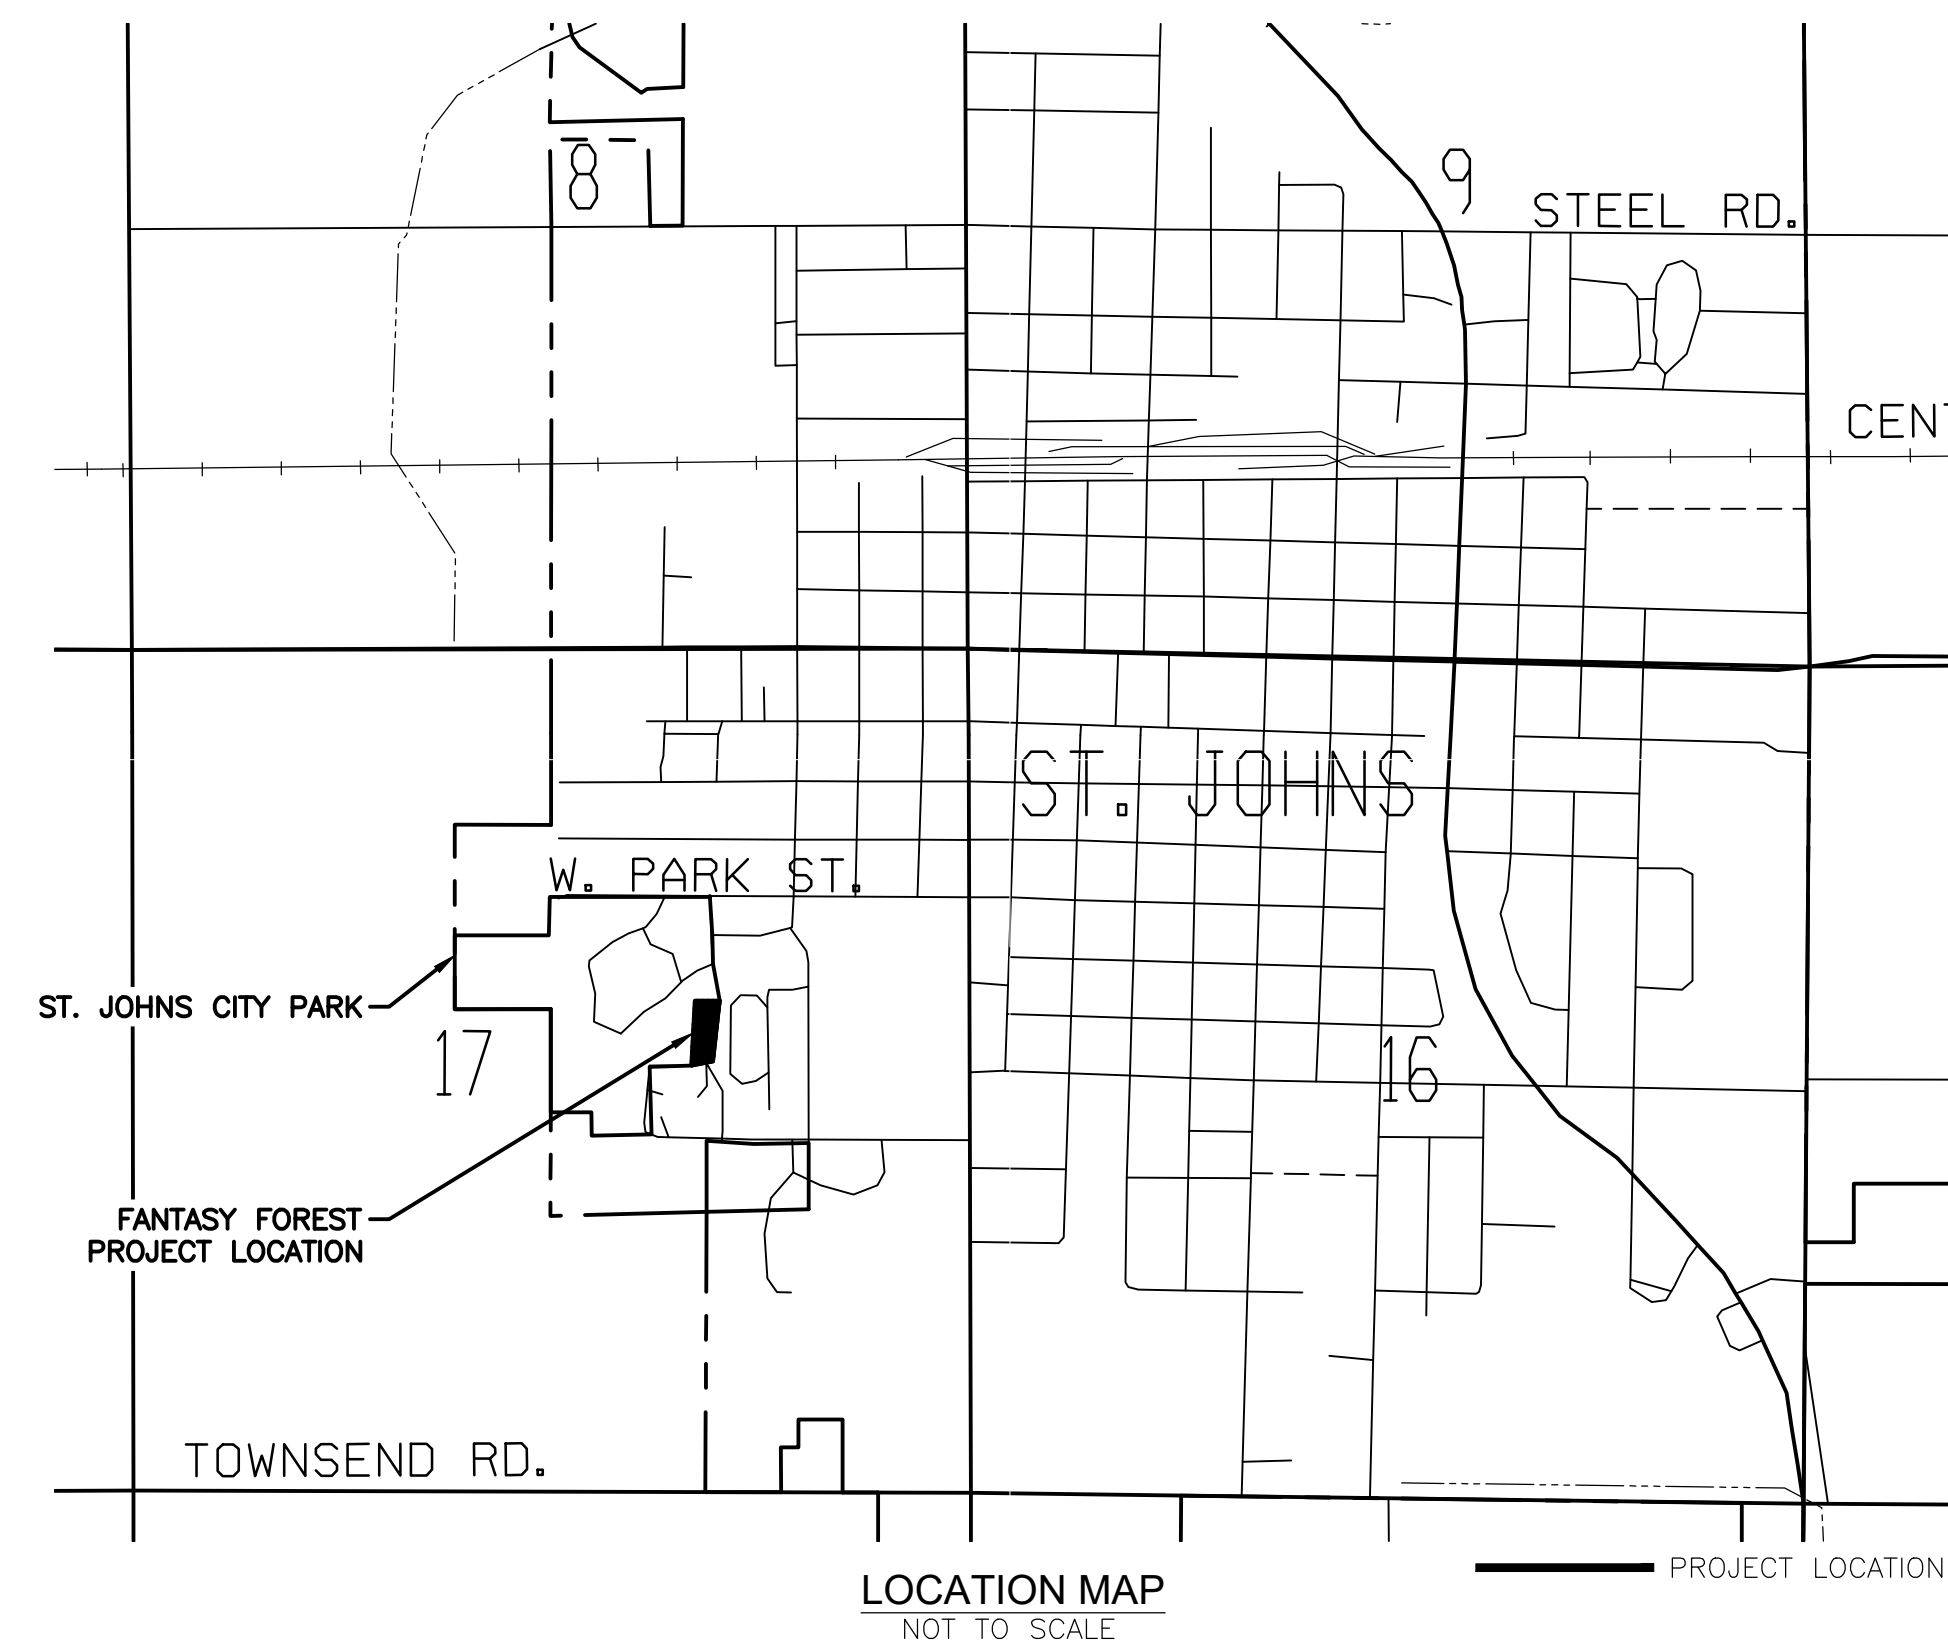 8
9
STEEL RD.
CENT
ST. JOHNS
W. PARK ST.
ST. JOHNS CITY PARK
17
16
FANTASY FOREST
PROJECT LOCATION
TOWNSEND RD.
PROJECT LOCATION
LOCATION MAP
NOT TO SCALE